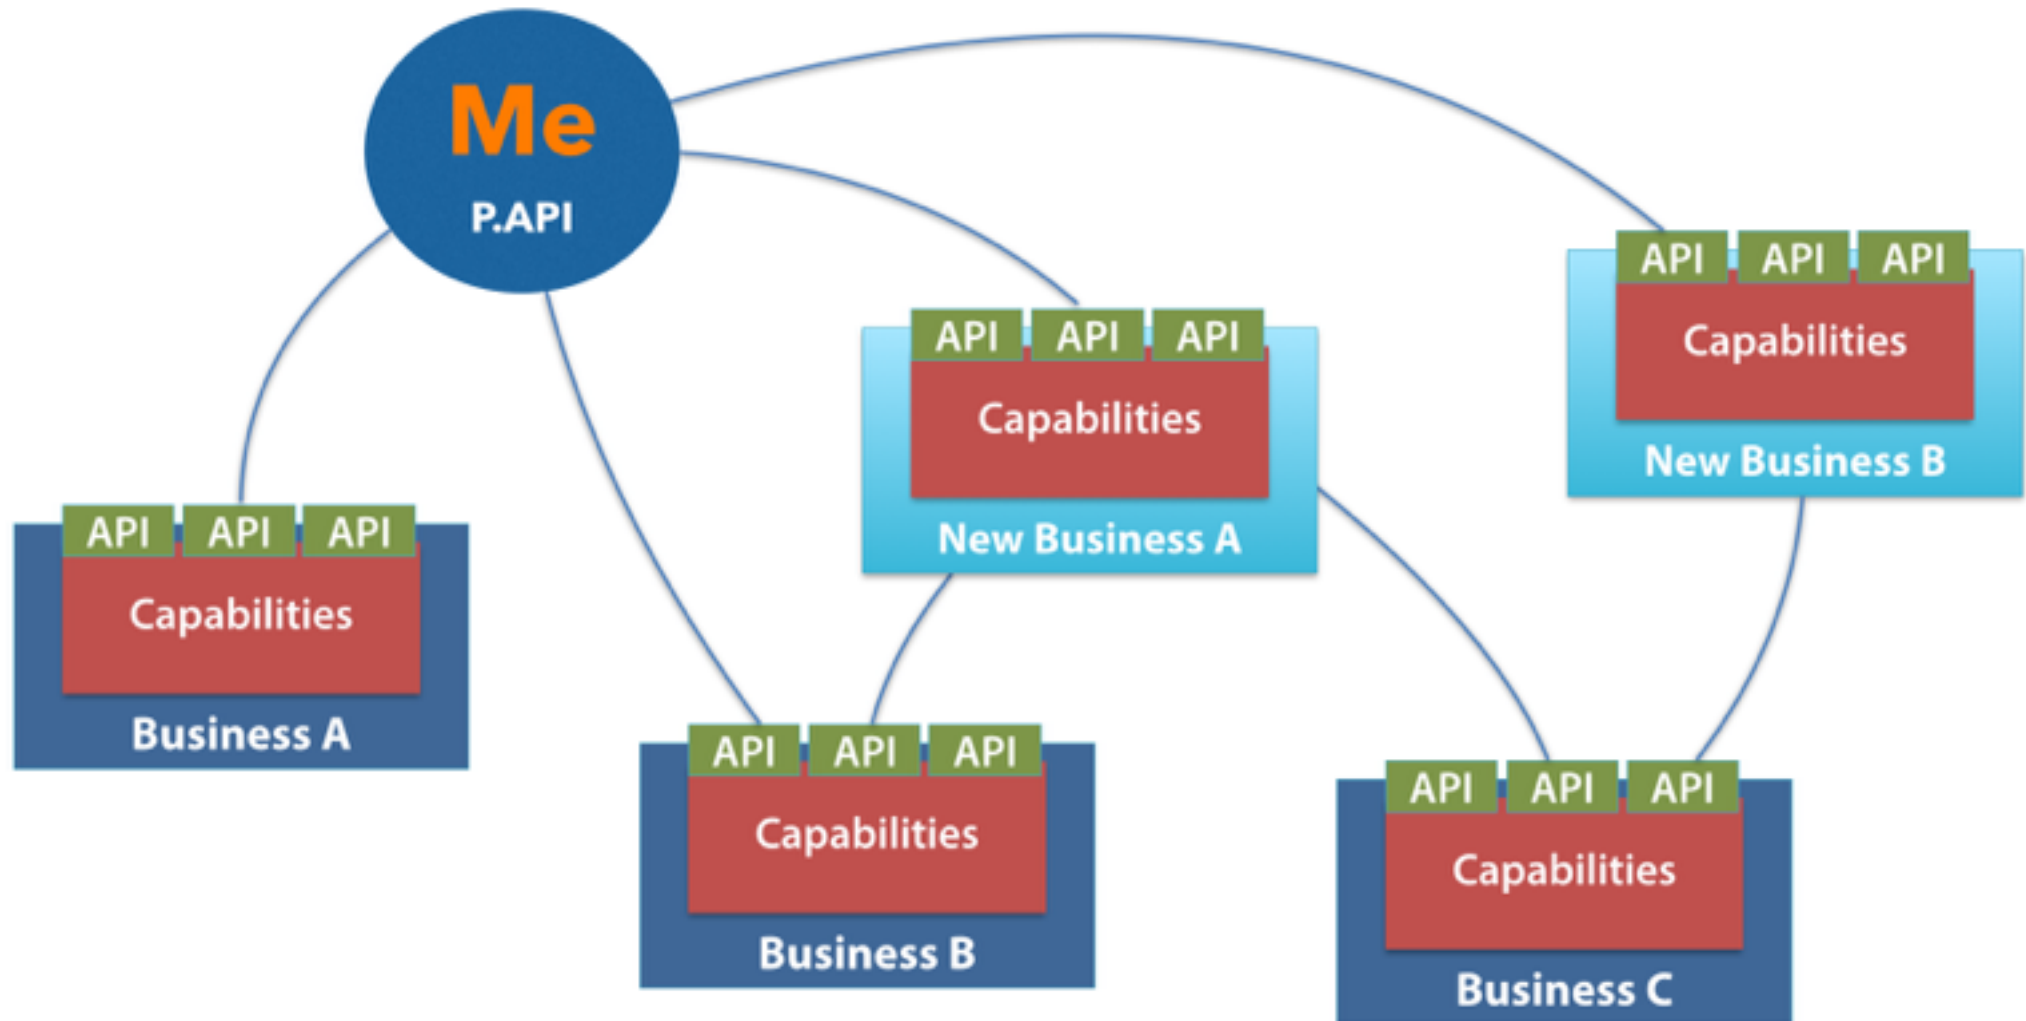 Me
P.API
API API API
Capabilities
New Business B
API API API
Capabilities
New Business A
API API API
Capabilities
Business A
API API API
Capabilities
Business B
API API API
Capabilities
Business C